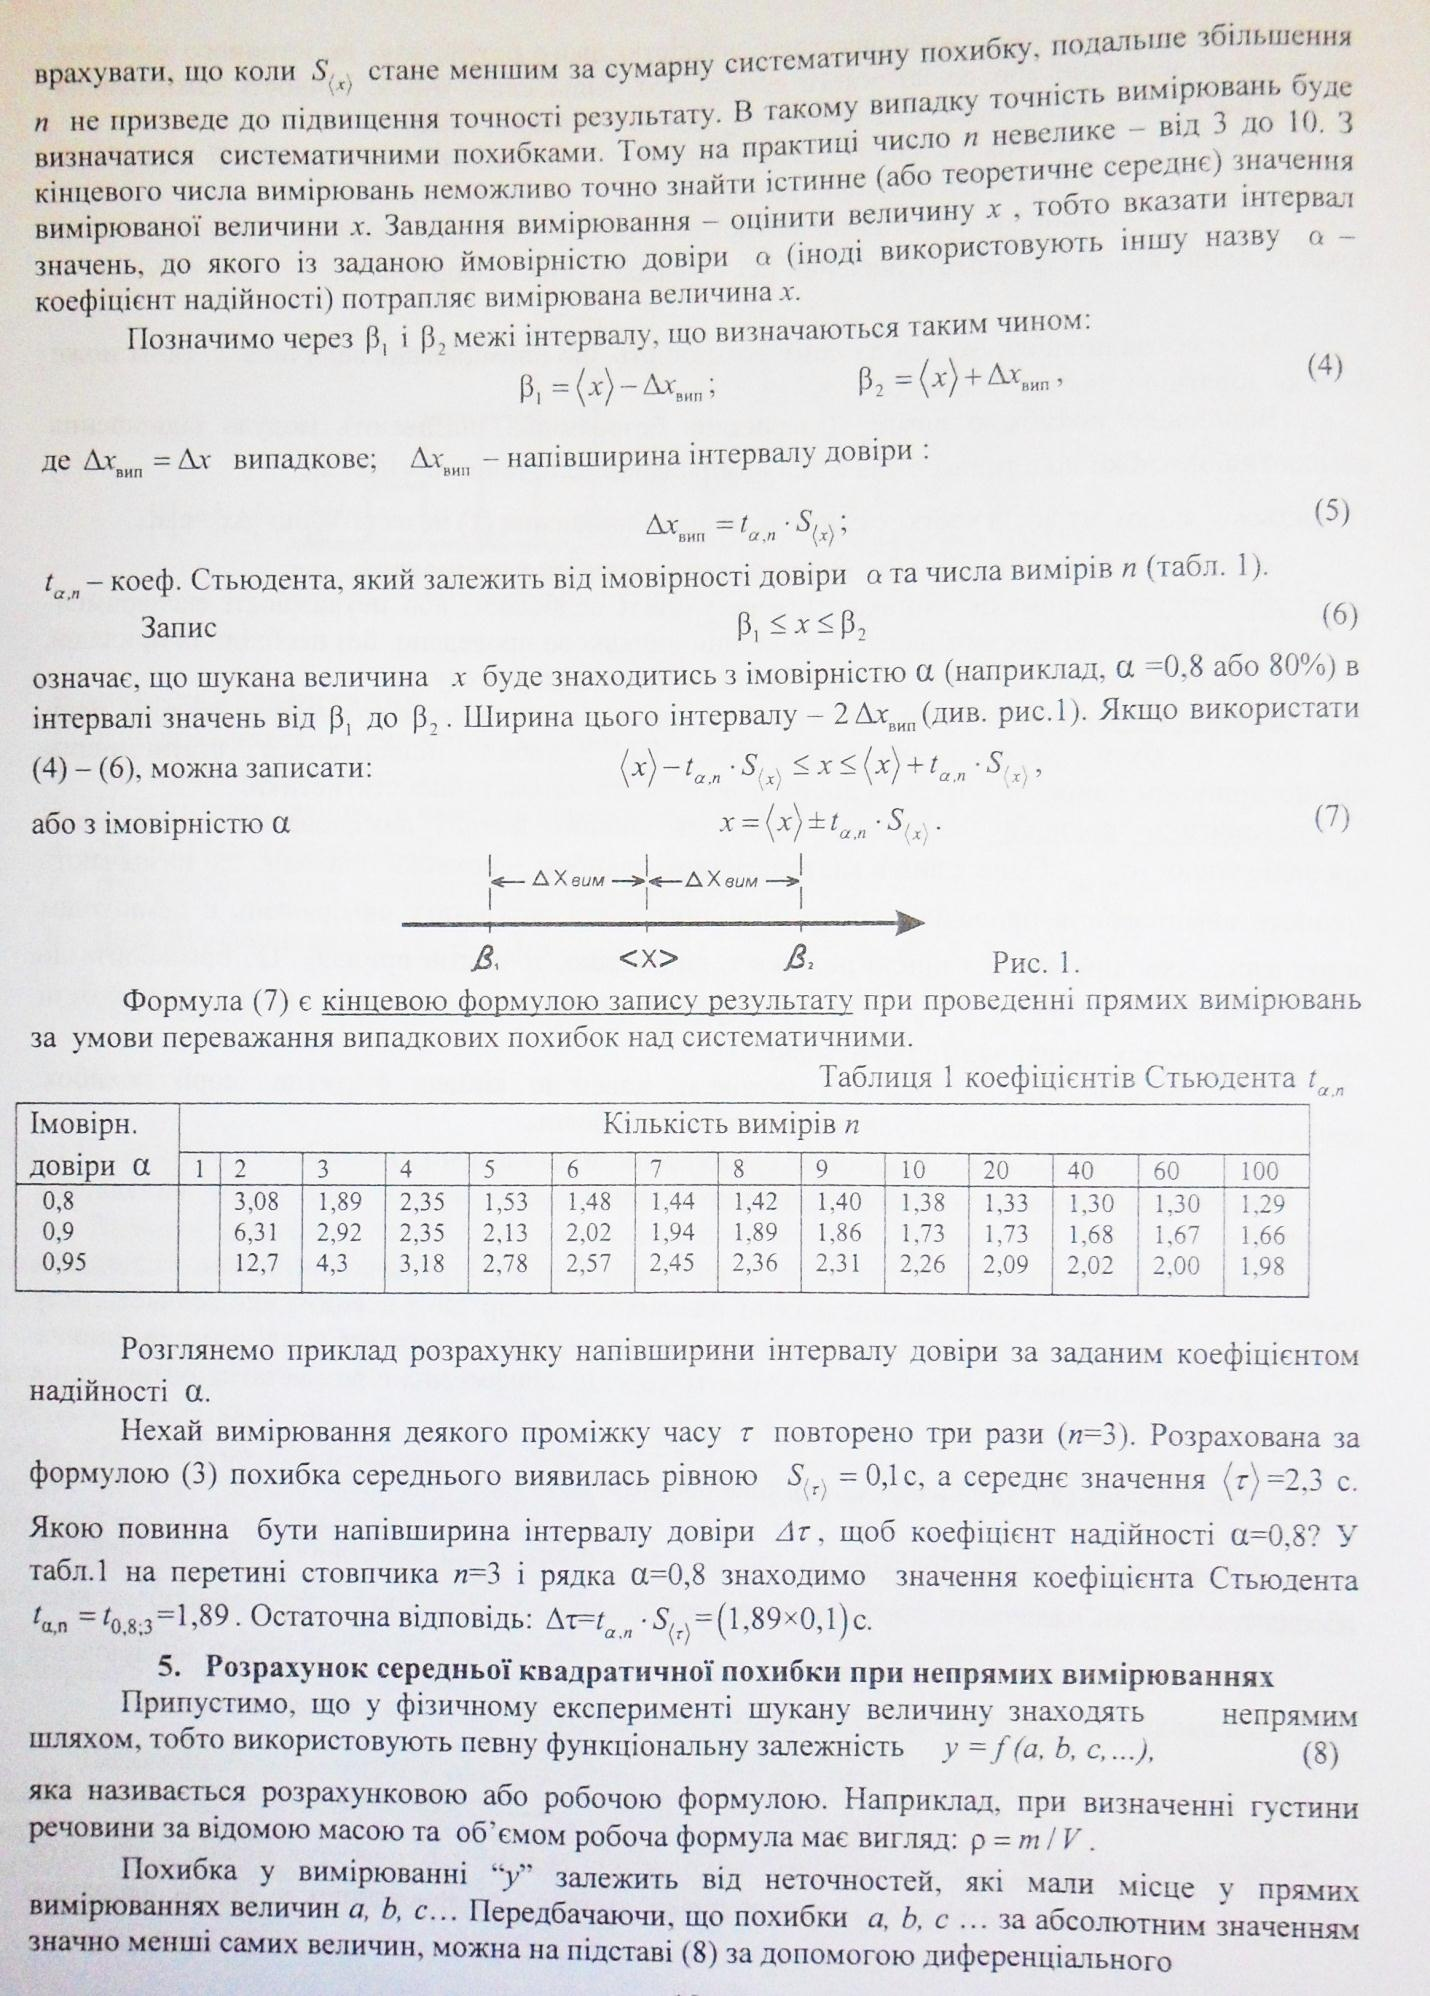 врахувати, що коли S⟨x⟩ стане меншим за сумарну систематичну похибку, подальше збільшення
n не призведе до підвищення точності результату. В такому випадку точність вимірювань буде
визначатися систематичними похибками. Тому на практиці число n невелике – від 3 до 10. З
кінцевого числа вимірювань неможливо точно знайти істинне (або теоретичне середнє) значення
вимірюваної величини x. Завдання вимірювання – оцінити величину x , тобто вказати інтервал
значень, до якого із заданою ймовірністю довіри α (іноді використовують іншу назву α –
коефіцієнт надійності) потрапляє вимірювана величина x.
Позначимо через β₁ і β₂ межі інтервалу, що визначаються таким чином:
β₁ = ⟨x⟩ − Δxвип ; β₂ = ⟨x⟩ + Δxвип , (4)
де Δxвип = Δx випадкове; Δxвип – напівширина інтервалу довіри :
Δxвип = tα,n · S⟨x⟩ ; (5)
tα,n – коеф. Стьюдента, який залежить від імовірності довіри α та числа вимірів n (табл. 1).
Запис β₁ ≤ x ≤ β₂ (6)
означає, що шукана величина x буде знаходитись з імовірністю α (наприклад, α =0,8 або 80%) в
інтервалі значень від β₁ до β₂ . Ширина цього інтервалу – 2 Δxвип (див. рис.1). Якщо використати
(4) – (6), можна записати: ⟨x⟩ − tα,n · S⟨x⟩ ≤ x ≤ ⟨x⟩ + tα,n · S⟨x⟩ ,
або з імовірністю α x = ⟨x⟩ ± tα,n · S⟨x⟩ . (7)
ΔXвим ΔXвим
β₁ <X> β₂ Рис. 1.
Формула (7) є кінцевою формулою запису результату при проведенні прямих вимірювань
за умови переважання випадкових похибок над систематичними.
Таблиця 1 коефіцієнтів Стьюдента tα,n
Імовірн. Кількість вимірів n
довіри α 1 2 3 4 5 6 7 8 9 10 20 40 60 100
0,8 3,08 1,89 2,35 1,53 1,48 1,44 1,42 1,40 1,38 1,33 1,30 1,30 1,29
0,9 6,31 2,92 2,35 2,13 2,02 1,94 1,89 1,86 1,73 1,73 1,68 1,67 1,66
0,95 12,7 4,3 3,18 2,78 2,57 2,45 2,36 2,31 2,26 2,09 2,02 2,00 1,98
Розглянемо приклад розрахунку напівширини інтервалу довіри за заданим коефіцієнтом
надійності α.
Нехай вимірювання деякого проміжку часу τ повторено три рази (n=3). Розрахована за
формулою (3) похибка середнього виявилась рівною S⟨τ⟩ = 0,1 с, а середнє значення ⟨τ⟩ =2,3 с.
Якою повинна бути напівширина інтервалу довіри Δτ , щоб коефіцієнт надійності α=0,8? У
табл.1 на перетині стовпчика n=3 і рядка α=0,8 знаходимо значення коефіцієнта Стьюдента
tα,n = t0,8;3=1,89 . Остаточна відповідь: Δτ=tα,n · S⟨τ⟩=(1,89×0,1) с.
5. Розрахунок середньої квадратичної похибки при непрямих вимірюваннях
Припустимо, що у фізичному експерименті шукану величину знаходять непрямим
шляхом, тобто використовують певну функціональну залежність y = f (a, b, c,...), (8)
яка називається розрахунковою або робочою формулою. Наприклад, при визначенні густини
речовини за відомою масою та об’ємом робоча формула має вигляд: ρ = m / V .
Похибка у вимірюванні “y” залежить від неточностей, які мали місце у прямих
вимірюваннях величин a, b, c... Передбачаючи, що похибки a, b, c ... за абсолютним значенням
значно менші самих величин, можна на підставі (8) за допомогою диференціального